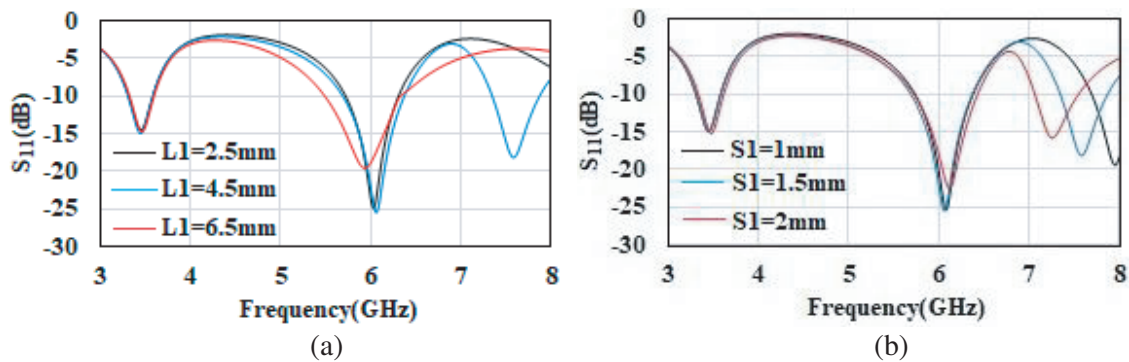 0
-5
-10
-15
-20
-25
-30
S11(dB)
L1=2.5mm
L1=4.5mm
L1=6.5mm
3 4 5 6 7 8
Frequency(GHz)
(a)
0
-5
-10
-15
-20
-25
-30
S11(dB)
S1=1mm
S1=1.5mm
S1=2mm
3 4 5 6 7 8
Frequency(GHz)
(b)